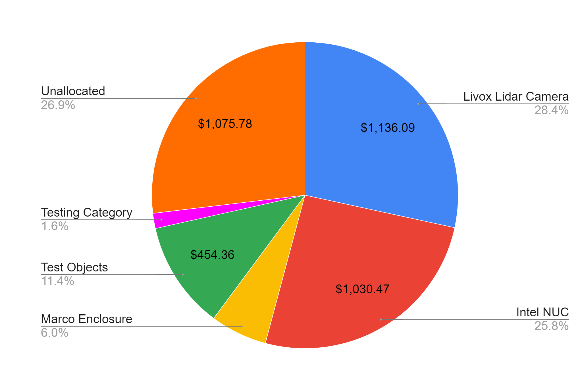 Unallocated
26.9%
Livox Lidar Camera
28.4%
$1,075.78
$1,136.09
Testing Category
1.6%
$454.36
Test Objects
11.4%
$1,030.47
Marco Enclosure
6.0%
Intel NUC
25.8%